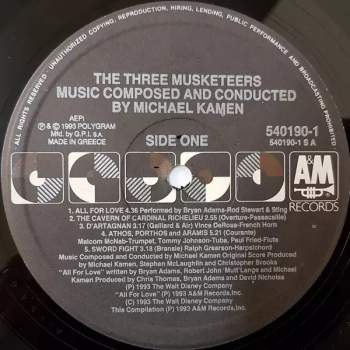 UNAUTHORIZED COPYING, REPRODUCTION, HIRING, LENDING, PUBLIC PERFORMANCE AND BROADCASTING PROHIBITED
THE THREE MUSKETEERS
MUSIC COMPOSED AND CONDUCTED
BY MICHAEL KAMEN
AEPI
℗ & © 1993 POLYGRAM
Mfg. by G.P.I. S.A.
MADE IN GREECE
SIDE ONE
540190-1
540190-1 S A
A&M
RECORDS
1. ALL FOR LOVE 4.36 Performed by Bryan Adams-Rod Stewart & Sting
2. THE CAVERN OF CARDINAL RICHELIEU 2.55 (Overture-Passacaille)
3. D'ARTAGNAN 3.17 (Galliard & Air) Vince DeRosa-French Horn
4. ATHOS, PORTHOS and ARAMIS 5.21 (Courante)
Malcom McNab-Trumpet, Tommy Johnson-Tuba, Paul Fried-Flute
5. SWORD FIGHT 3.18 (Bransle) Ralph Grearson-Harpsichord
Music Composed and Conducted by Michael Kamen Original Score Produced
by Michael Kamen, Stephen McLaughlin and Christopher Brooks
"All For Love" written by Bryan Adams, Robert John 'Mutt' Lange and Michael
Kamen/Produced by Chris Thomas, Bryan Adams and David Nicholas
(P) 1993 The Walt Disney Company
"All For Love" (P) 1993 A&M Records, Inc.
(C) 1993 The Walt Disney Company
This Compilation (P) 1993 A&M Records, Inc.